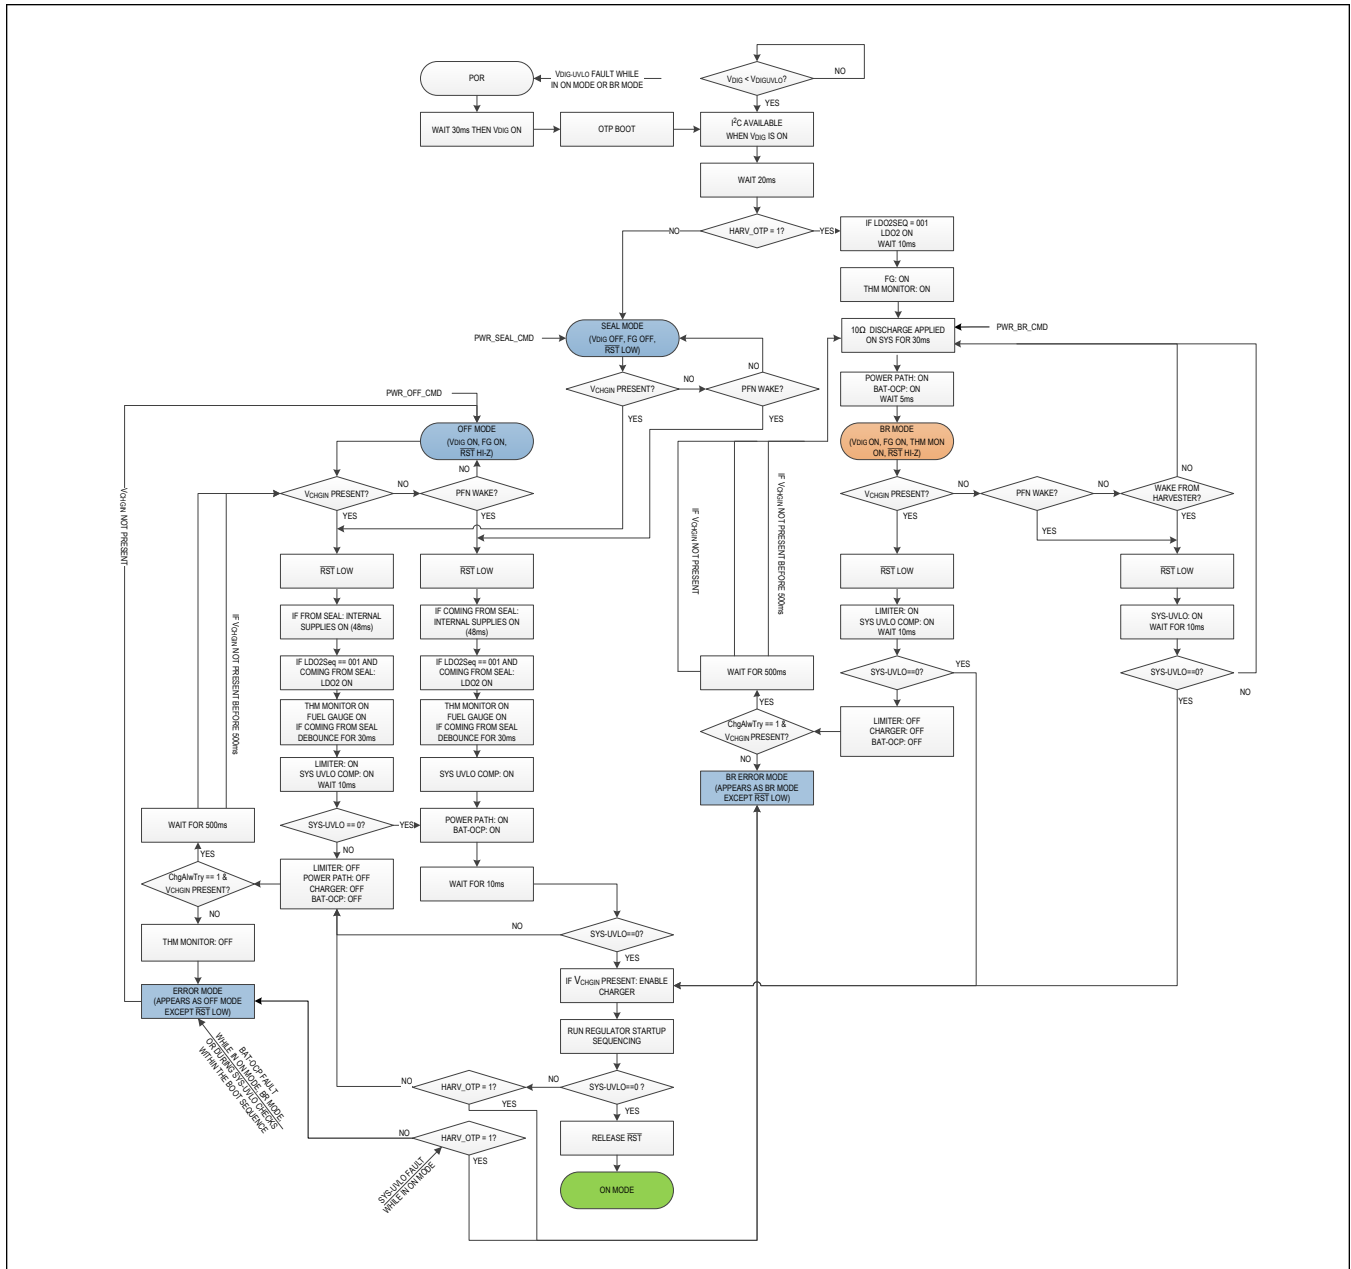 POR
VDIG-UVLO FAULT WHILE
IN ON MODE OR BR MODE
VDIG < VDIGUVLO?
NO
YES
WAIT 30ms THEN VDIG ON
OTP BOOT
I²C AVAILABLE
WHEN VDIG IS ON
WAIT 20ms
HARV_OTP = 1?
NO
YES
IF LDO2SEQ = 001
LDO2 ON
WAIT 10ms
FG: ON
THM MONITOR: ON
10Ω DISCHARGE APPLIED
ON SYS FOR 30ms
PWR_BR_CMD
POWER PATH: ON
BAT-OCP: ON
WAIT 5ms
BR MODE
(VDIG ON, FG ON, THM MON
ON, RST HI-Z)
PWR_SEAL_CMD
SEAL MODE
(VDIG OFF, FG OFF,
RST LOW)
VCHGIN PRESENT?
NO
PFN WAKE?
NO
YES
YES
PWR_OFF_CMD
OFF MODE
(VDIG ON, FG ON,
RST HI-Z)
NO
VCHGIN PRESENT?
NO
PFN WAKE?
YES
YES
VCHGIN NOT PRESENT
IF VCHGIN NOT PRESENT BEFORE 500ms
RST LOW
RST LOW
IF FROM SEAL: INTERNAL
SUPPLIES ON (48ms)
IF COMING FROM SEAL:
INTERNAL SUPPLIES ON
(48ms)
IF LDO2Seq == 001 AND
COMING FROM SEAL:
LDO2 ON
IF LDO2Seq == 001 AND
COMING FROM SEAL:
LDO2 ON
THM MONITOR ON
FUEL GAUGE ON
IF COMING FROM SEAL
DEBOUNCE FOR 30ms
THM MONITOR ON
FUEL GAUGE ON
IF COMING FROM SEAL
DEBOUNCE FOR 30ms
LIMITER: ON
SYS UVLO COMP: ON
WAIT 10ms
SYS UVLO COMP: ON
WAIT FOR 500ms
SYS-UVLO == 0?
YES
POWER PATH: ON
BAT-OCP: ON
YES
NO
ChgAlwTry == 1 &
VCHGIN PRESENT?
LIMITER: OFF
POWER PATH: OFF
CHARGER: OFF
BAT-OCP: OFF
WAIT FOR 10ms
NO
THM MONITOR: OFF
NO
SYS-UVLO==0?
YES
ERROR MODE
(APPEARS AS OFF MODE
EXCEPT RST LOW)
BAT-OCP FAULT
WHILE IN ON MODE, BR MODE,
OR DURING SYS-UVLO CHECKS
WITHIN THE BOOT SEQUENCE
IF VCHGIN PRESENT: ENABLE
CHARGER
RUN REGULATOR STARTUP
SEQUENCING
NO
HARV_OTP = 1?
NO
SYS-UVLO==0 ?
YES
YES
NO
HARV_OTP = 1?
RELEASE RST
YES
SYS-UVLO FAULT
WHILE IN ON MODE
ON MODE
IF VCHGIN NOT PRESENT
IF VCHGIN NOT PRESENT BEFORE 500ms
VCHGIN PRESENT?
NO
PFN WAKE?
NO
WAKE FROM
HARVESTER?
NO
YES
YES
YES
RST LOW
RST LOW
LIMITER: ON
SYS UVLO COMP: ON
WAIT 10ms
SYS-UVLO: ON
WAIT FOR 10ms
WAIT FOR 500ms
SYS-UVLO==0?
YES
SYS-UVLO==0?
NO
YES
YES
ChgAlwTry == 1 &
VCHGIN PRESENT?
LIMITER: OFF
CHARGER: OFF
BAT-OCP: OFF
NO
BR ERROR MODE
(APPEARS AS BR MODE
EXCEPT RST LOW)